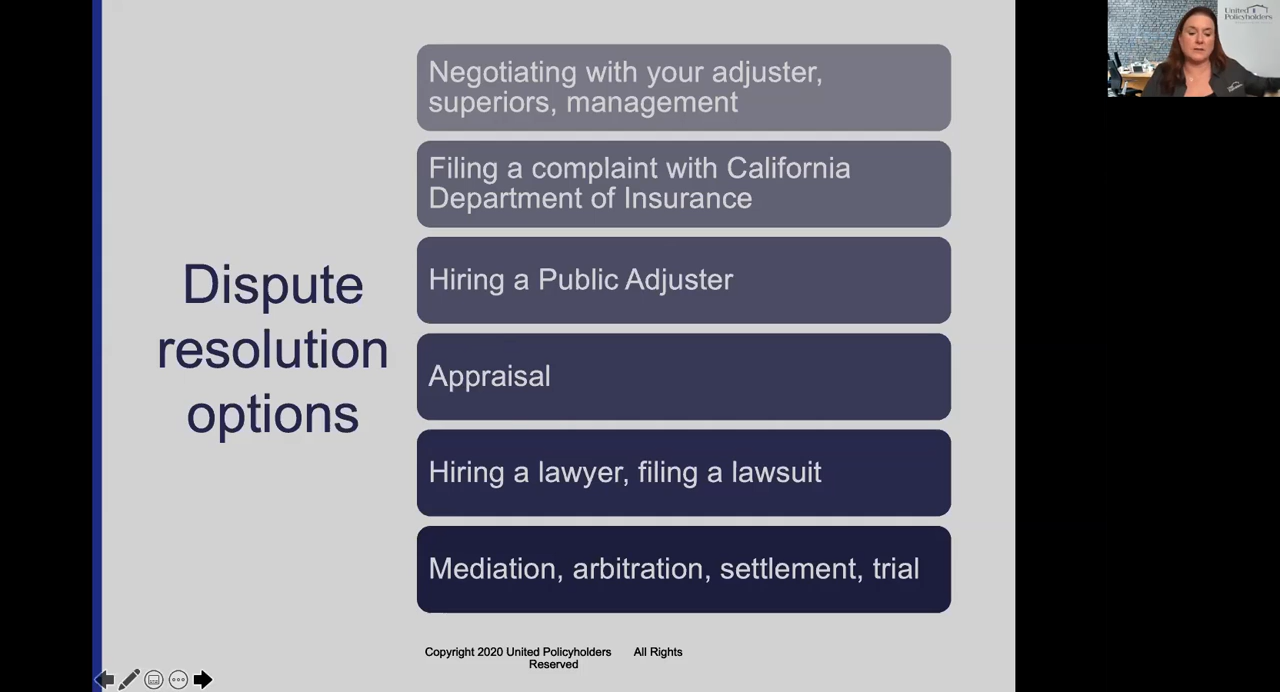 Dispute
resolution
options
Negotiating with your adjuster,
superiors, management
Filing a complaint with California
Department of Insurance
Hiring a Public Adjuster
Appraisal
Hiring a lawyer, filing a lawsuit
Mediation, arbitration, settlement, trial
Copyright 2020 United Policyholders All Rights
Reserved
United
Policyholders